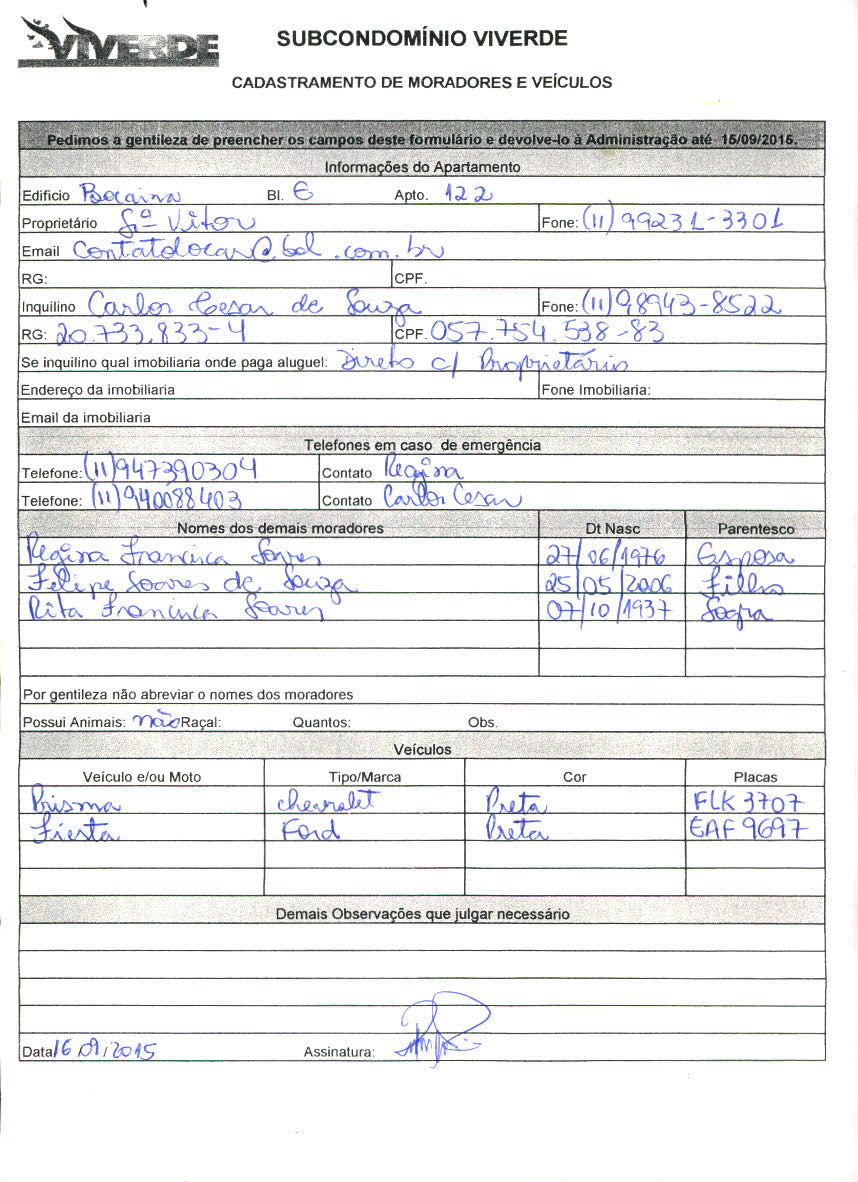 VIVERDE
SUBCONDOMÍNIO VIVERDE
CADASTRAMENTO DE MORADORES E VEÍCULOS
Pedimos a gentileza de preencher os campos deste formulário e devolve-lo à Administração até 15/09/2015.
Informações do Apartamento
Edificio Bocaina Bl. E Apto. 122
Proprietário Sº Vitor Fone: (11) 99231-3301
Email Contatolocar@bol.com.br
RG: CPF.
Inquilino Carlos Cesar de Souza Fone: (11) 98943-8522
RG: 20.733.833-4 CPF. 057.754.538-83
Se inquilino qual imobiliaria onde paga aluguel: Direto c/ Proprietário
Endereço da imobiliaria Fone Imobiliaria:
Email da imobiliaria
Telefones em caso de emergência
Telefone: (11)947390304 Contato Regina
Telefone: (11)940088403 Contato Carlos Cesar
Nomes dos demais moradores Dt Nasc Parentesco
Regina Francisca Soares 27/06/1976 Esposa
Felipe Soares de Souza 25/05/2006 Filho
Rita Francisca Soares 07/10/1937 Sogra
Por gentileza não abreviar o nomes dos moradores
Possui Animais: não Raçal: Quantos: Obs.
Veículos
Veículo e/ou Moto Tipo/Marca Cor Placas
Prisma Chevrolet Preta FLK 3707
Fiesta Ford Preta EAF 9697
Demais Observações que julgar necessário
Data 16/09/2015 Assinatura: